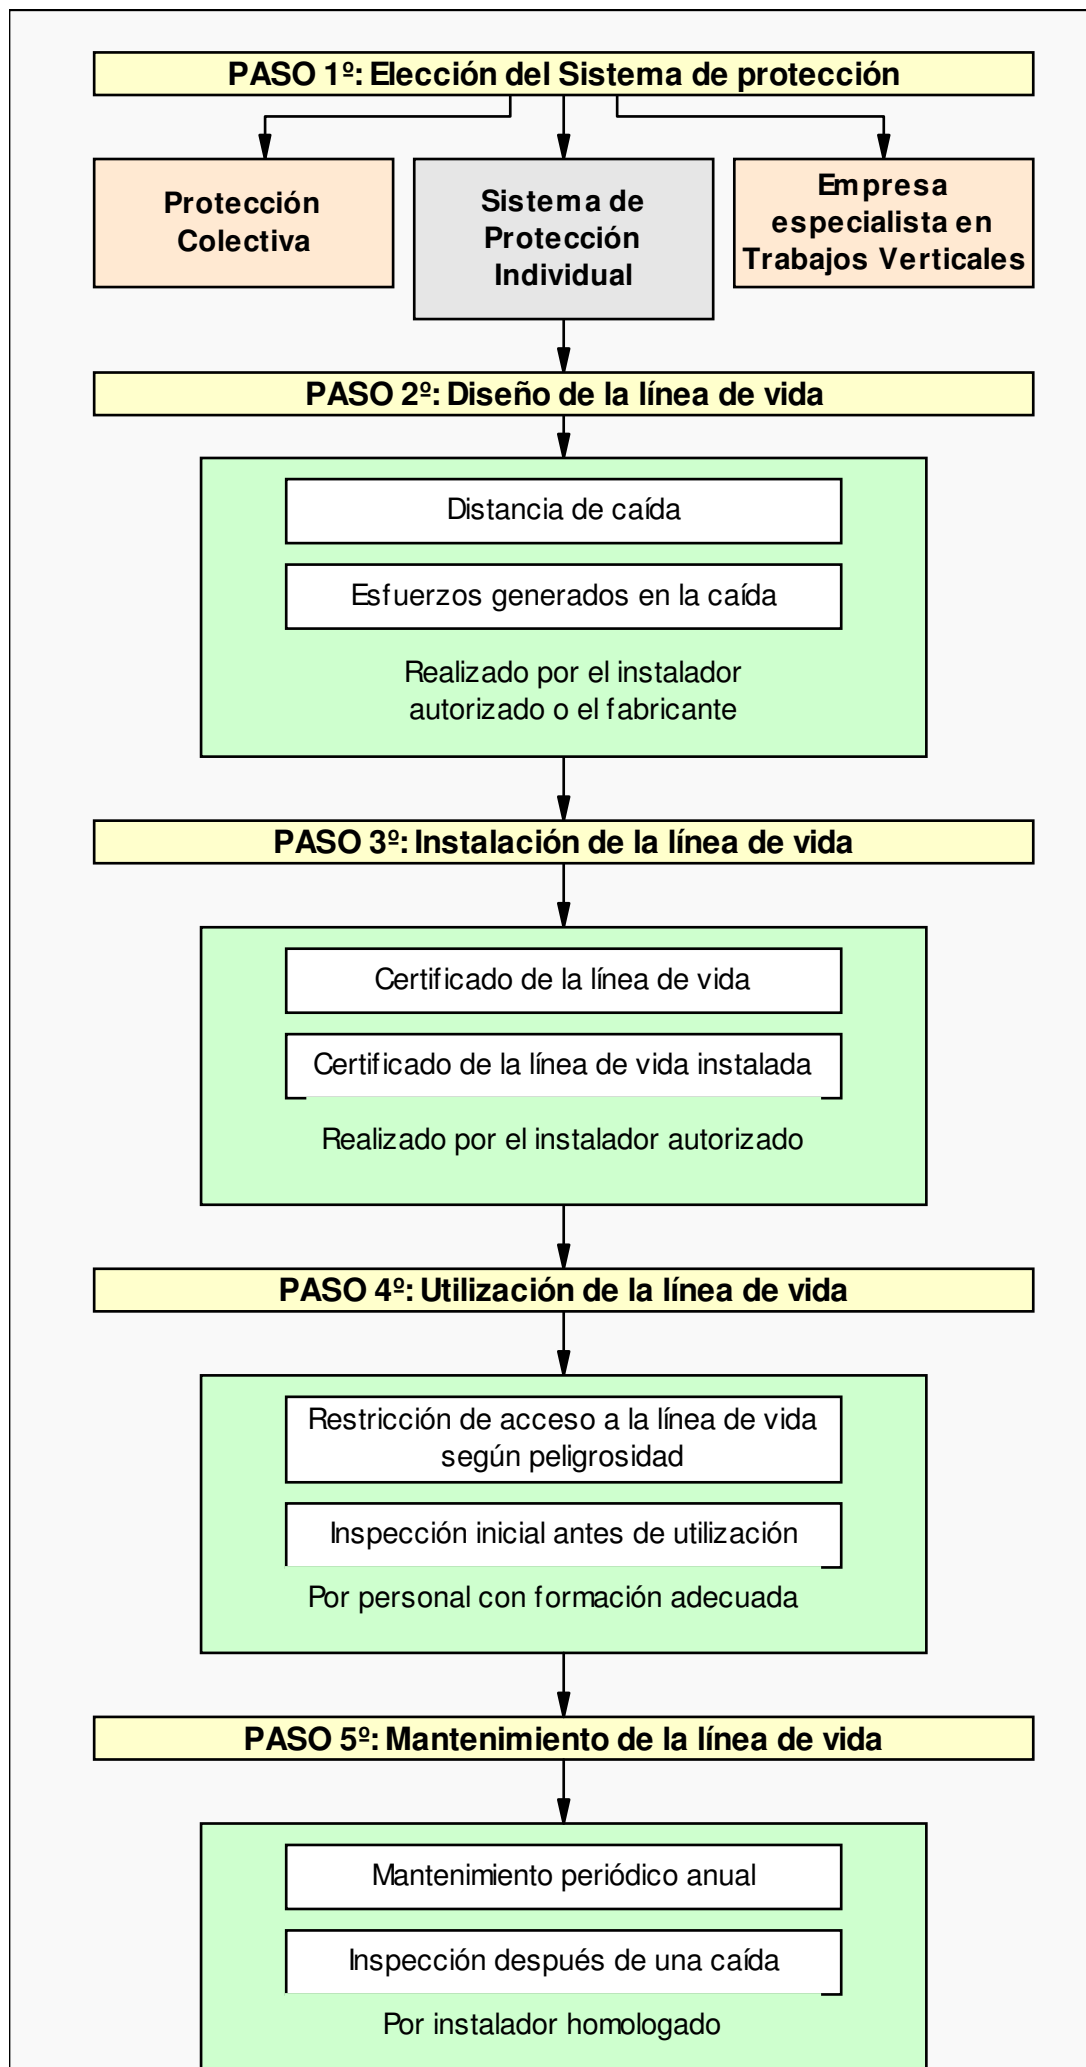 PASO 1º: Elección del Sistema de protección
Protección
Colectiva
Sistema de
Protección
Individual
Empresa
especialista en
Trabajos Verticales
PASO 2º: Diseño de la línea de vida
Distancia de caída
Esfuerzos generados en la caída
Realizado por el instalador
autorizado o el fabricante
PASO 3º: Instalación de la línea de vida
Certificado de la línea de vida
Certificado de la línea de vida instalada
Realizado por el instalador autorizado
PASO 4º: Utilización de la línea de vida
Restricción de acceso a la línea de vida
según peligrosidad
Inspección inicial antes de utilización
Por personal con formación adecuada
PASO 5º: Mantenimiento de la línea de vida
Mantenimiento periódico anual
Inspección después de una caída
Por instalador homologado